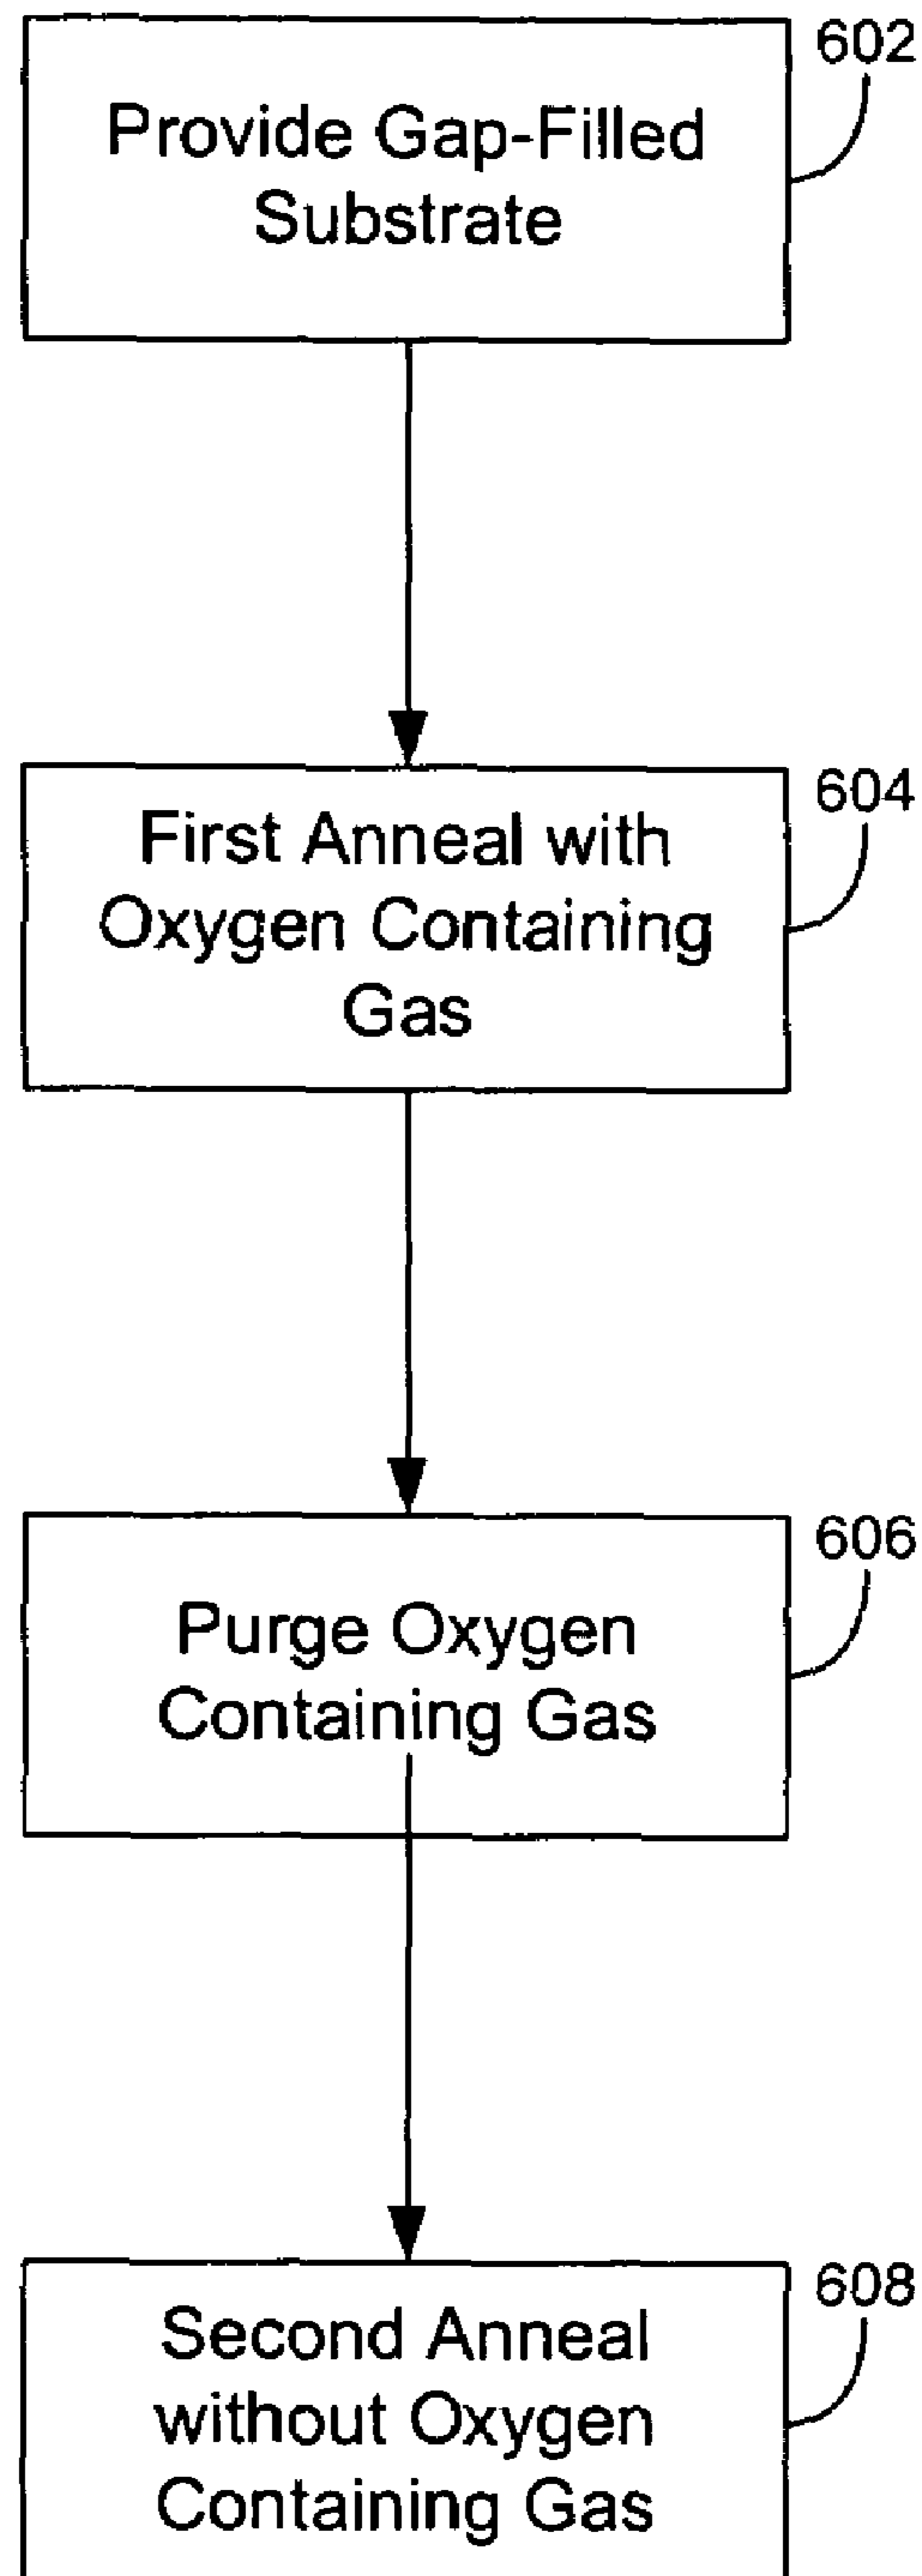 602
Provide Gap-Filled
Substrate
604
First Anneal with
Oxygen Containing
Gas
606
Purge Oxygen
Containing Gas
608
Second Anneal
without Oxygen
Containing Gas